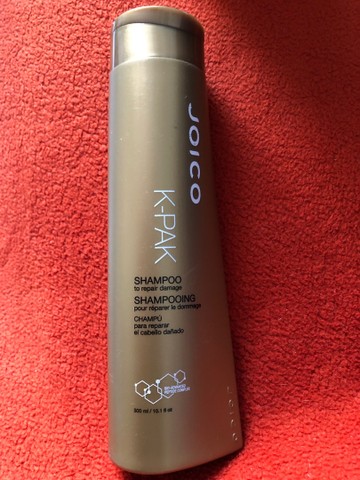 JOICO
K-PAK
SHAMPOO
to repair damage
SHAMPOOING
pour réparer le dommage
CHAMPÚ
para reparar
el cabello dañado
300 ml / 10.1 fl oz
JOICO